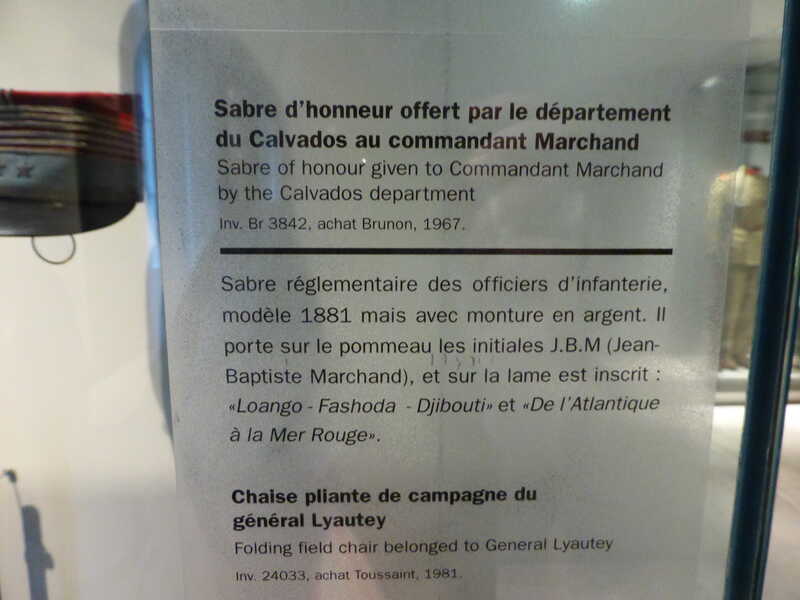 Sabre d'honneur offert par le département
du Calvados au commandant Marchand
Sabre of honour given to Commandant Marchand
by the Calvados department
Inv. Br 3842, achat Brunon, 1967.
Sabre réglementaire des officiers d'infanterie,
modèle 1881 mais avec monture en argent. Il
porte sur le pommeau les initiales J.B.M (Jean-
Baptiste Marchand), et sur la lame est inscrit :
«Loango - Fashoda - Djibouti» et «De l'Atlantique
à la Mer Rouge».
Chaise pliante de campagne du
général Lyautey
Folding field chair belonged to General Lyautey
Inv. 24033, achat Toussaint, 1981.